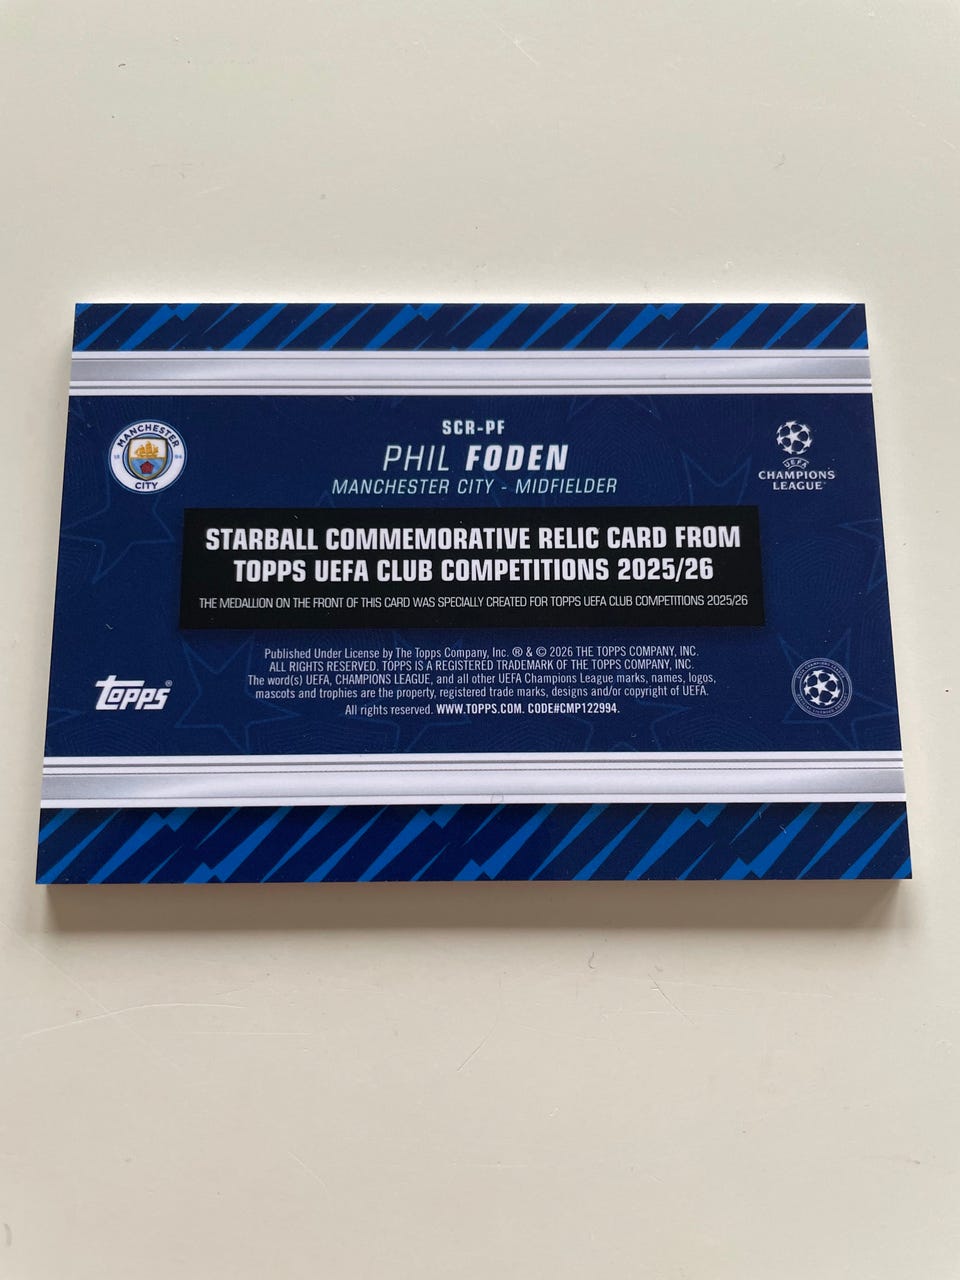 SCR-PF
PHIL FODEN
MANCHESTER CITY - MIDFIELDER
MANCHESTER
18 94
CITY
UEFA
CHAMPIONS
LEAGUE™
STARBALL COMMEMORATIVE RELIC CARD FROM
TOPPS UEFA CLUB COMPETITIONS 2025/26
THE MEDALLION ON THE FRONT OF THIS CARD WAS SPECIALLY CREATED FOR TOPPS UEFA CLUB COMPETITIONS 2025/26
Published Under License by The Topps Company, Inc. ® & © 2026 THE TOPPS COMPANY, INC.
ALL RIGHTS RESERVED. TOPPS IS A REGISTERED TRADEMARK OF THE TOPPS COMPANY, INC.
The word(s) UEFA, CHAMPIONS LEAGUE, and all other UEFA Champions League marks, names, logos,
mascots and trophies are the property, registered trade marks, designs and/or copyright of UEFA.
All rights reserved. WWW.TOPPS.COM. CODE#CMP122994.
topps®